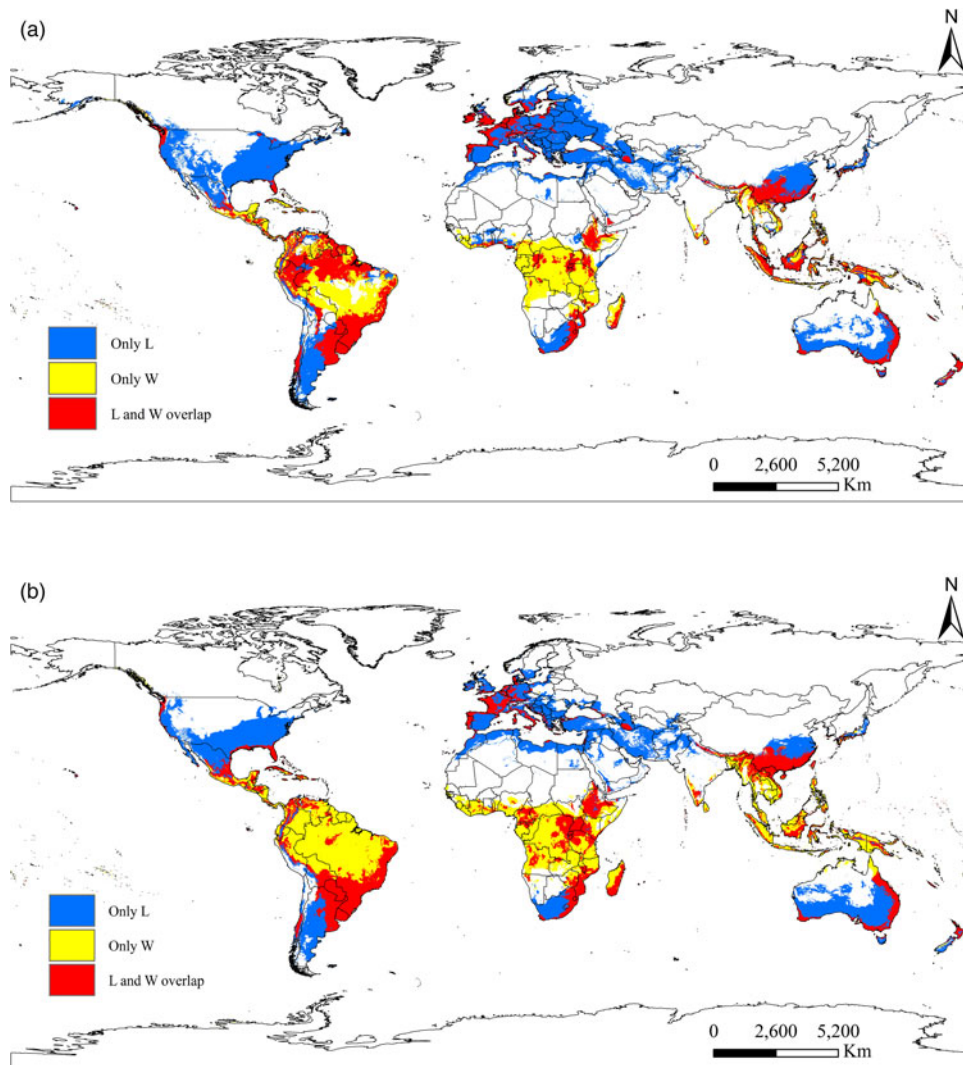 (a)
N
Only L
Only W
L and W overlap
0 2,600 5,200
Km
(b)
N
Only L
Only W
L and W overlap
0 2,600 5,200
Km